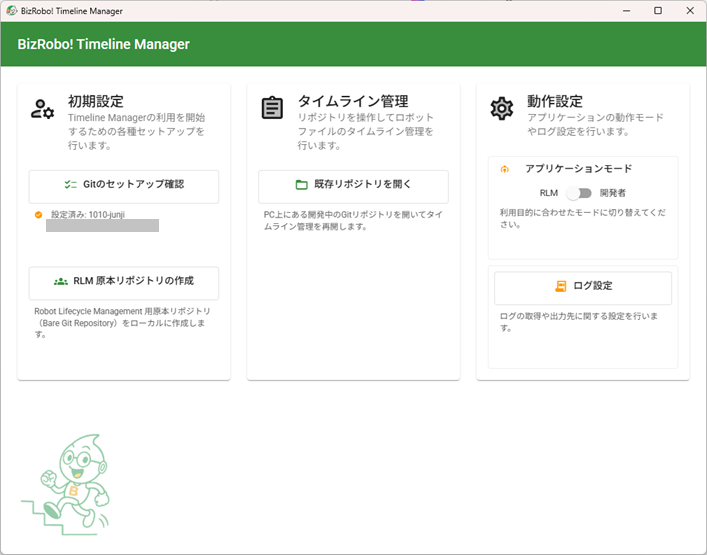 BizRobo! Timeline Manager
BizRobo! Timeline Manager
初期設定
Timeline Managerの利用を開始
するための各種セットアップを
行います。
Gitのセットアップ確認
設定済み: 1010-junji
RLM 原本リポジトリの作成
Robot Lifecycle Management 用原本リポジトリ
（Bare Git Repository）をローカルに作成しま
す。
タイムライン管理
リポジトリを操作してロボット
ファイルのタイムライン管理を
行います。
既存リポジトリを開く
PC上にある開発中のGitリポジトリを開いてタイ
ムライン管理を再開します。
動作設定
アプリケーションの動作モード
やログ設定を行います。
アプリケーションモード
RLM 開発者
利用目的に合わせたモードに切り替えてくだ
さい。
ログ設定
ログの取得や出力先に関する設定を行いま
す。
B